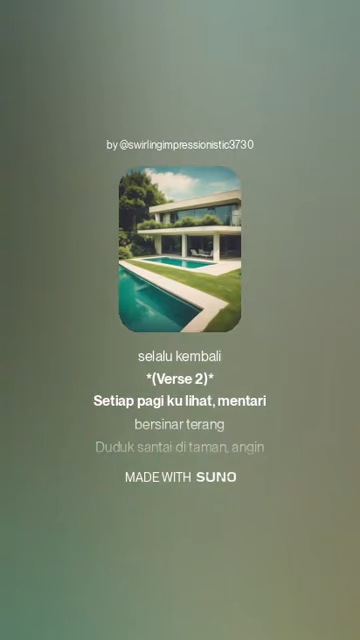 by @swirlingimpressionistic3730
selalu kembali
*(Verse 2)*
Setiap pagi ku lihat, mentari
bersinar terang
Duduk santai di taman, angin
MADE WITH SUNO